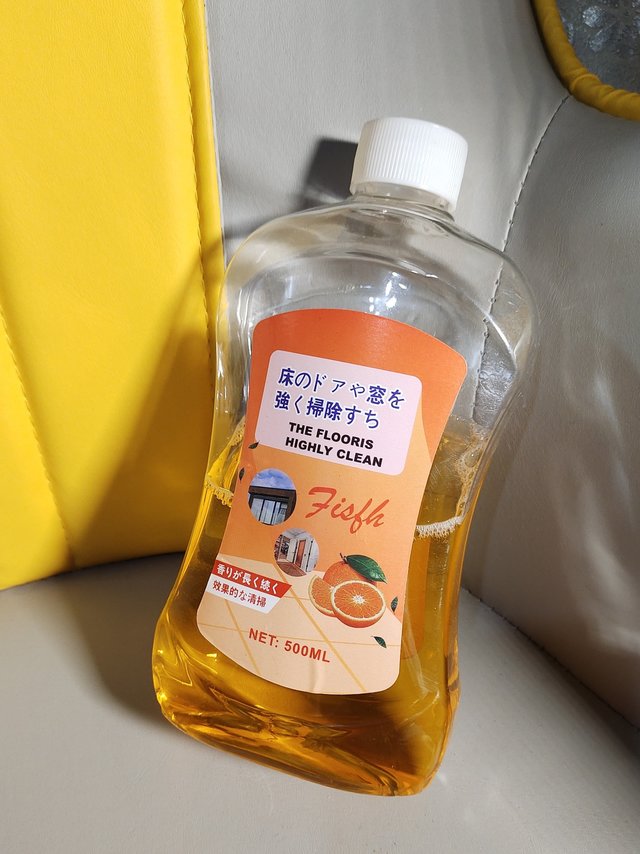 床のドアや窓を
強く掃除すち
THE FLOORIS
HIGHLY CLEAN
Fisfh
香りが長く続く
效果的な清掃
NET: 500ML